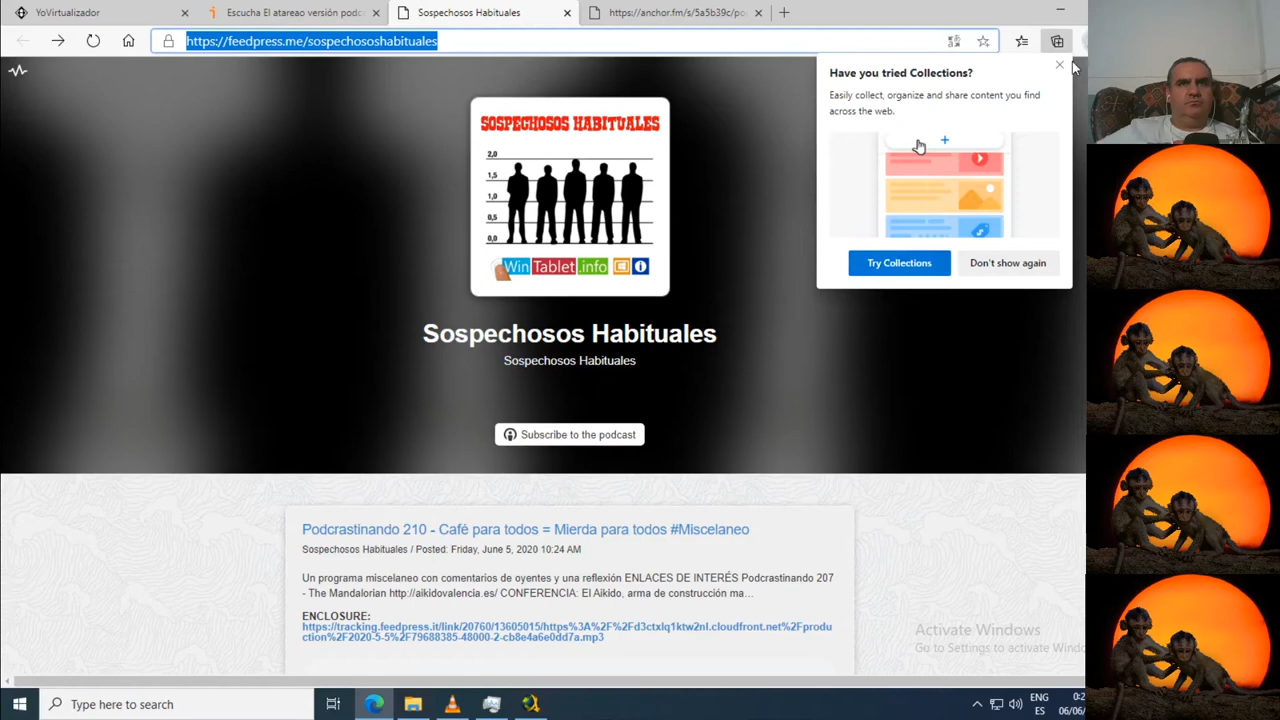 YoVirtualizador
Escucha El atareao versión podc
Sospechosos Habituales
https://anchor.fm/s/5a5b39c/po
https://feedpress.me/sospechososhabituales
Have you tried Collections?
Easily collect, organize and share content you find
across the web.
Try Collections
Don't show again
SOSPECHOSOS HABITUALES
2,0
1,5
1,0
0,5
0,0
WinTablet.info
Sospechosos Habituales
Sospechosos Habituales
Subscribe to the podcast
Podcrastinando 210 - Café para todos = Mierda para todos #Miscelaneo
Sospechosos Habituales / Posted: Friday, June 5, 2020 10:24 AM
Un programa miscelaneo con comentarios de oyentes y una reflexión ENLACES DE INTERÉS Podcrastinando 207
- The Mandalorian http://aikidovalencia.es/ CONFERENCIA: El Aikido, arma de construcción ma...
ENCLOSURE:
https://tracking.feedpress.it/link/20760/13605015/https%3A%2F%2Fd3ctxlq1ktw2nl.cloudfront.net%2Fprodu
ction%2F2020-5-5%2F79688385-48000-2-cb8e4a6e0dd7a.mp3
Activate Windows
Go to Settings to activate Windo
Type here to search
ENG
ES
0:2
06/06/